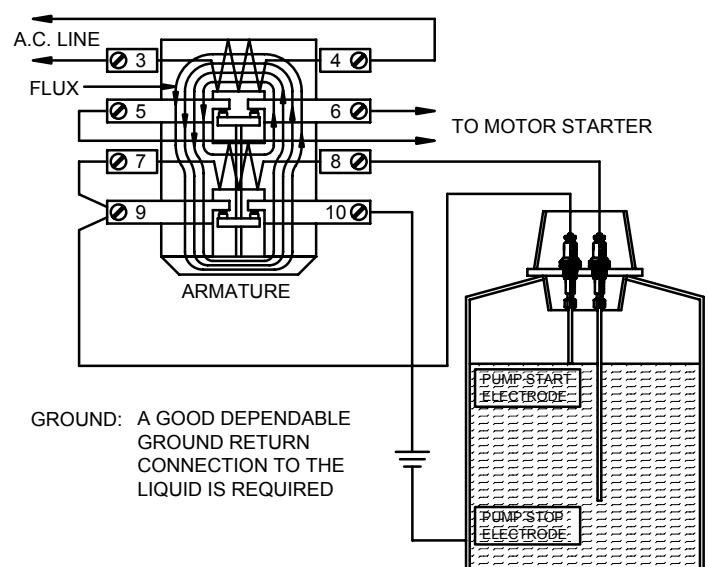 A.C. LINE
3
4
FLUX
5
6
TO MOTOR STARTER
7
8
9
10
ARMATURE
PUMP START
ELECTRODE
GROUND: A GOOD DEPENDABLE
GROUND RETURN
CONNECTION TO THE
LIQUID IS REQUIRED
PUMP STOP
ELECTRODE